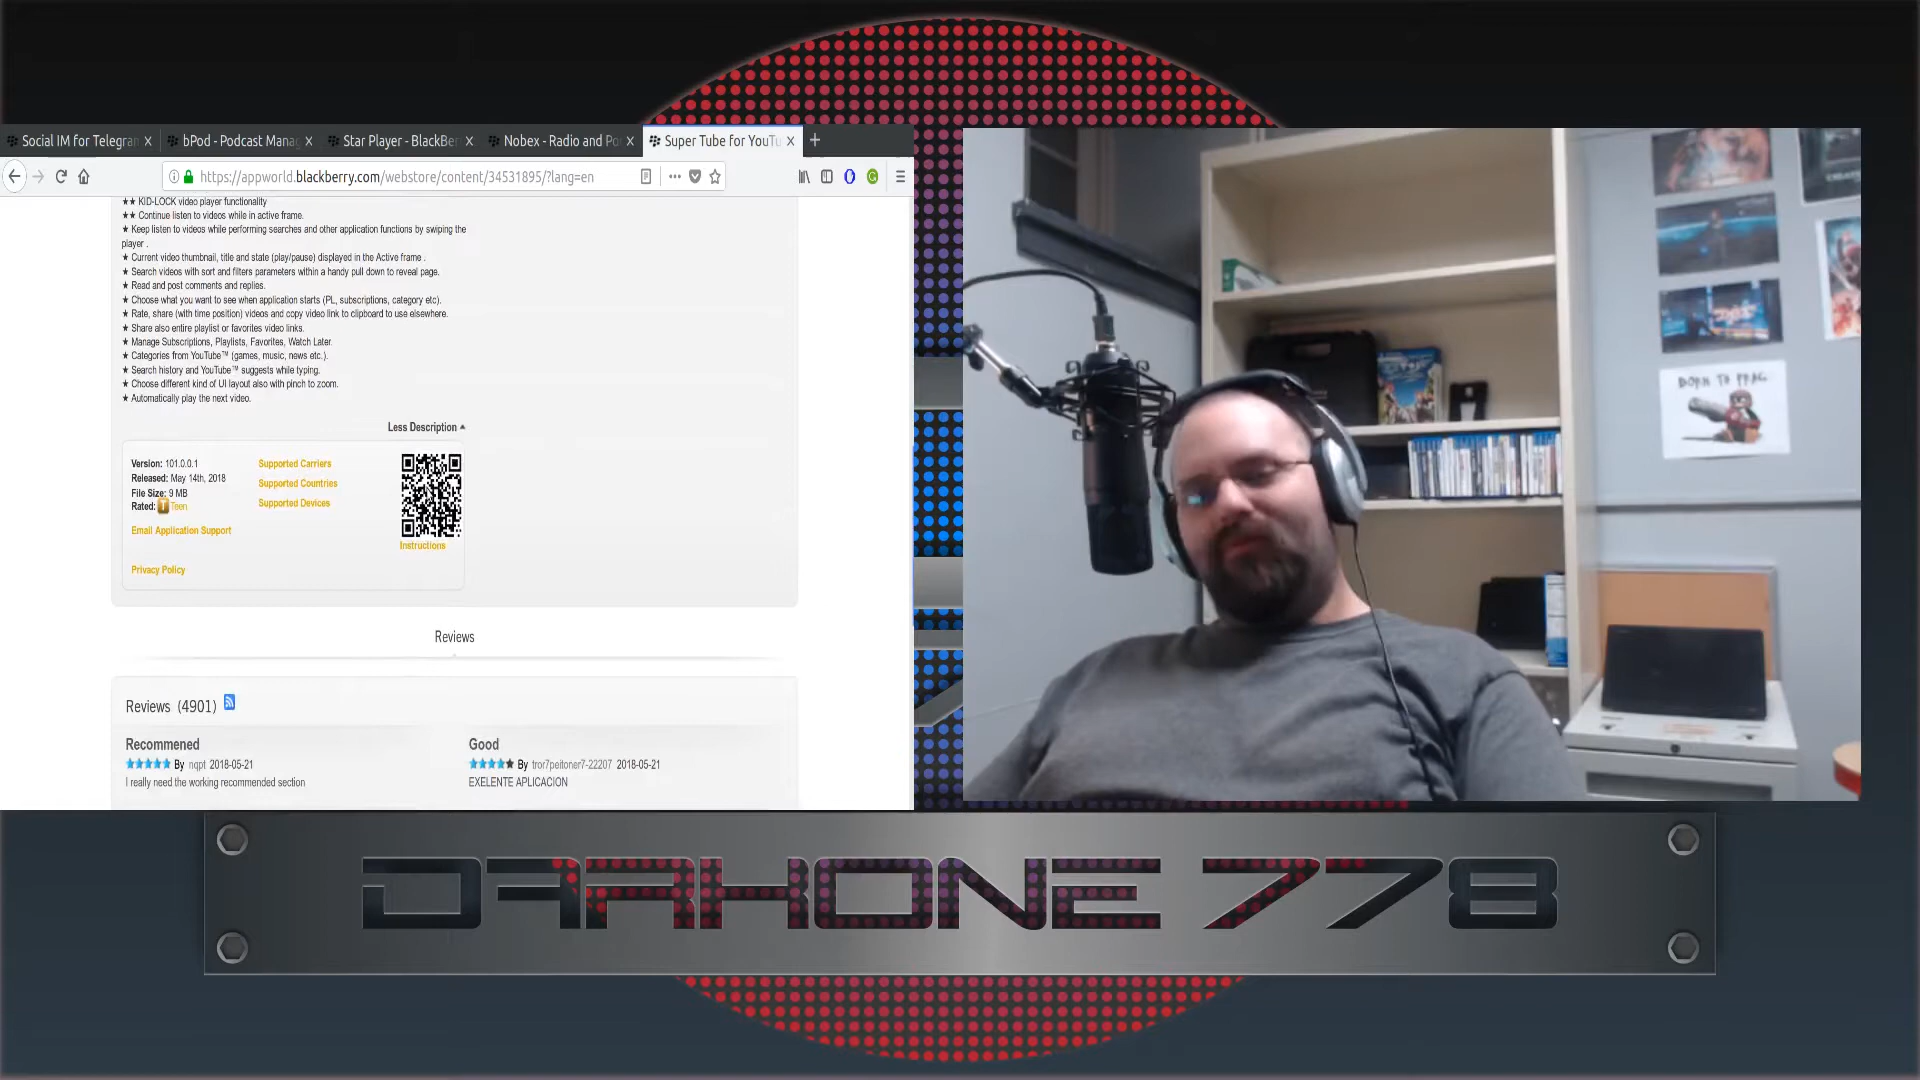 Social IM for Telegram
bPod - Podcast Mana
Star Player - BlackBer
Nobex - Radio and Po
Super Tube for YouTu
https://appworld.blackberry.com/webstore/content/34531895/?lang=en
★★ KID-LOCK video player functionality
★★ Continue listen to videos while in active frame.
★ Keep listen to videos while performing searches and other application functions by swiping the
player .
★ Current video thumbnail, title and state (play/pause) displayed in the Active frame .
★ Search videos with sort and filters parameters within a handy pull down to reveal page.
★ Read and post comments and replies.
★ Choose what you want to see when application starts (PL, subscriptions, category etc).
★ Rate, share (with time position) videos and copy video link to clipboard to use elsewhere.
★ Share also entire playlist or favorites video links.
★ Manage Subscriptions, Playlists, Favorites, Watch Later.
★ Categories from YouTube™ (games, music, news etc.).
★ Search history and YouTube™ suggests while typing.
★ Choose different kind of UI layout also with pinch to zoom.
★ Automatically play the next video.
Less Description
Version: 101.0.0.1
Released: May 14th, 2018
File Size: 9 MB
Rated: T Teen
Email Application Support
Privacy Policy
Supported Carriers
Supported Countries
Supported Devices
Instructions
Reviews
Reviews (4901)
Recommened
By nqpt 2018-05-21
I really need the working recommended section
Good
By tror7peitoner7-22207 2018-05-21
EXELENTE APLICACION
BORN TO FRAG
DARKONE 778